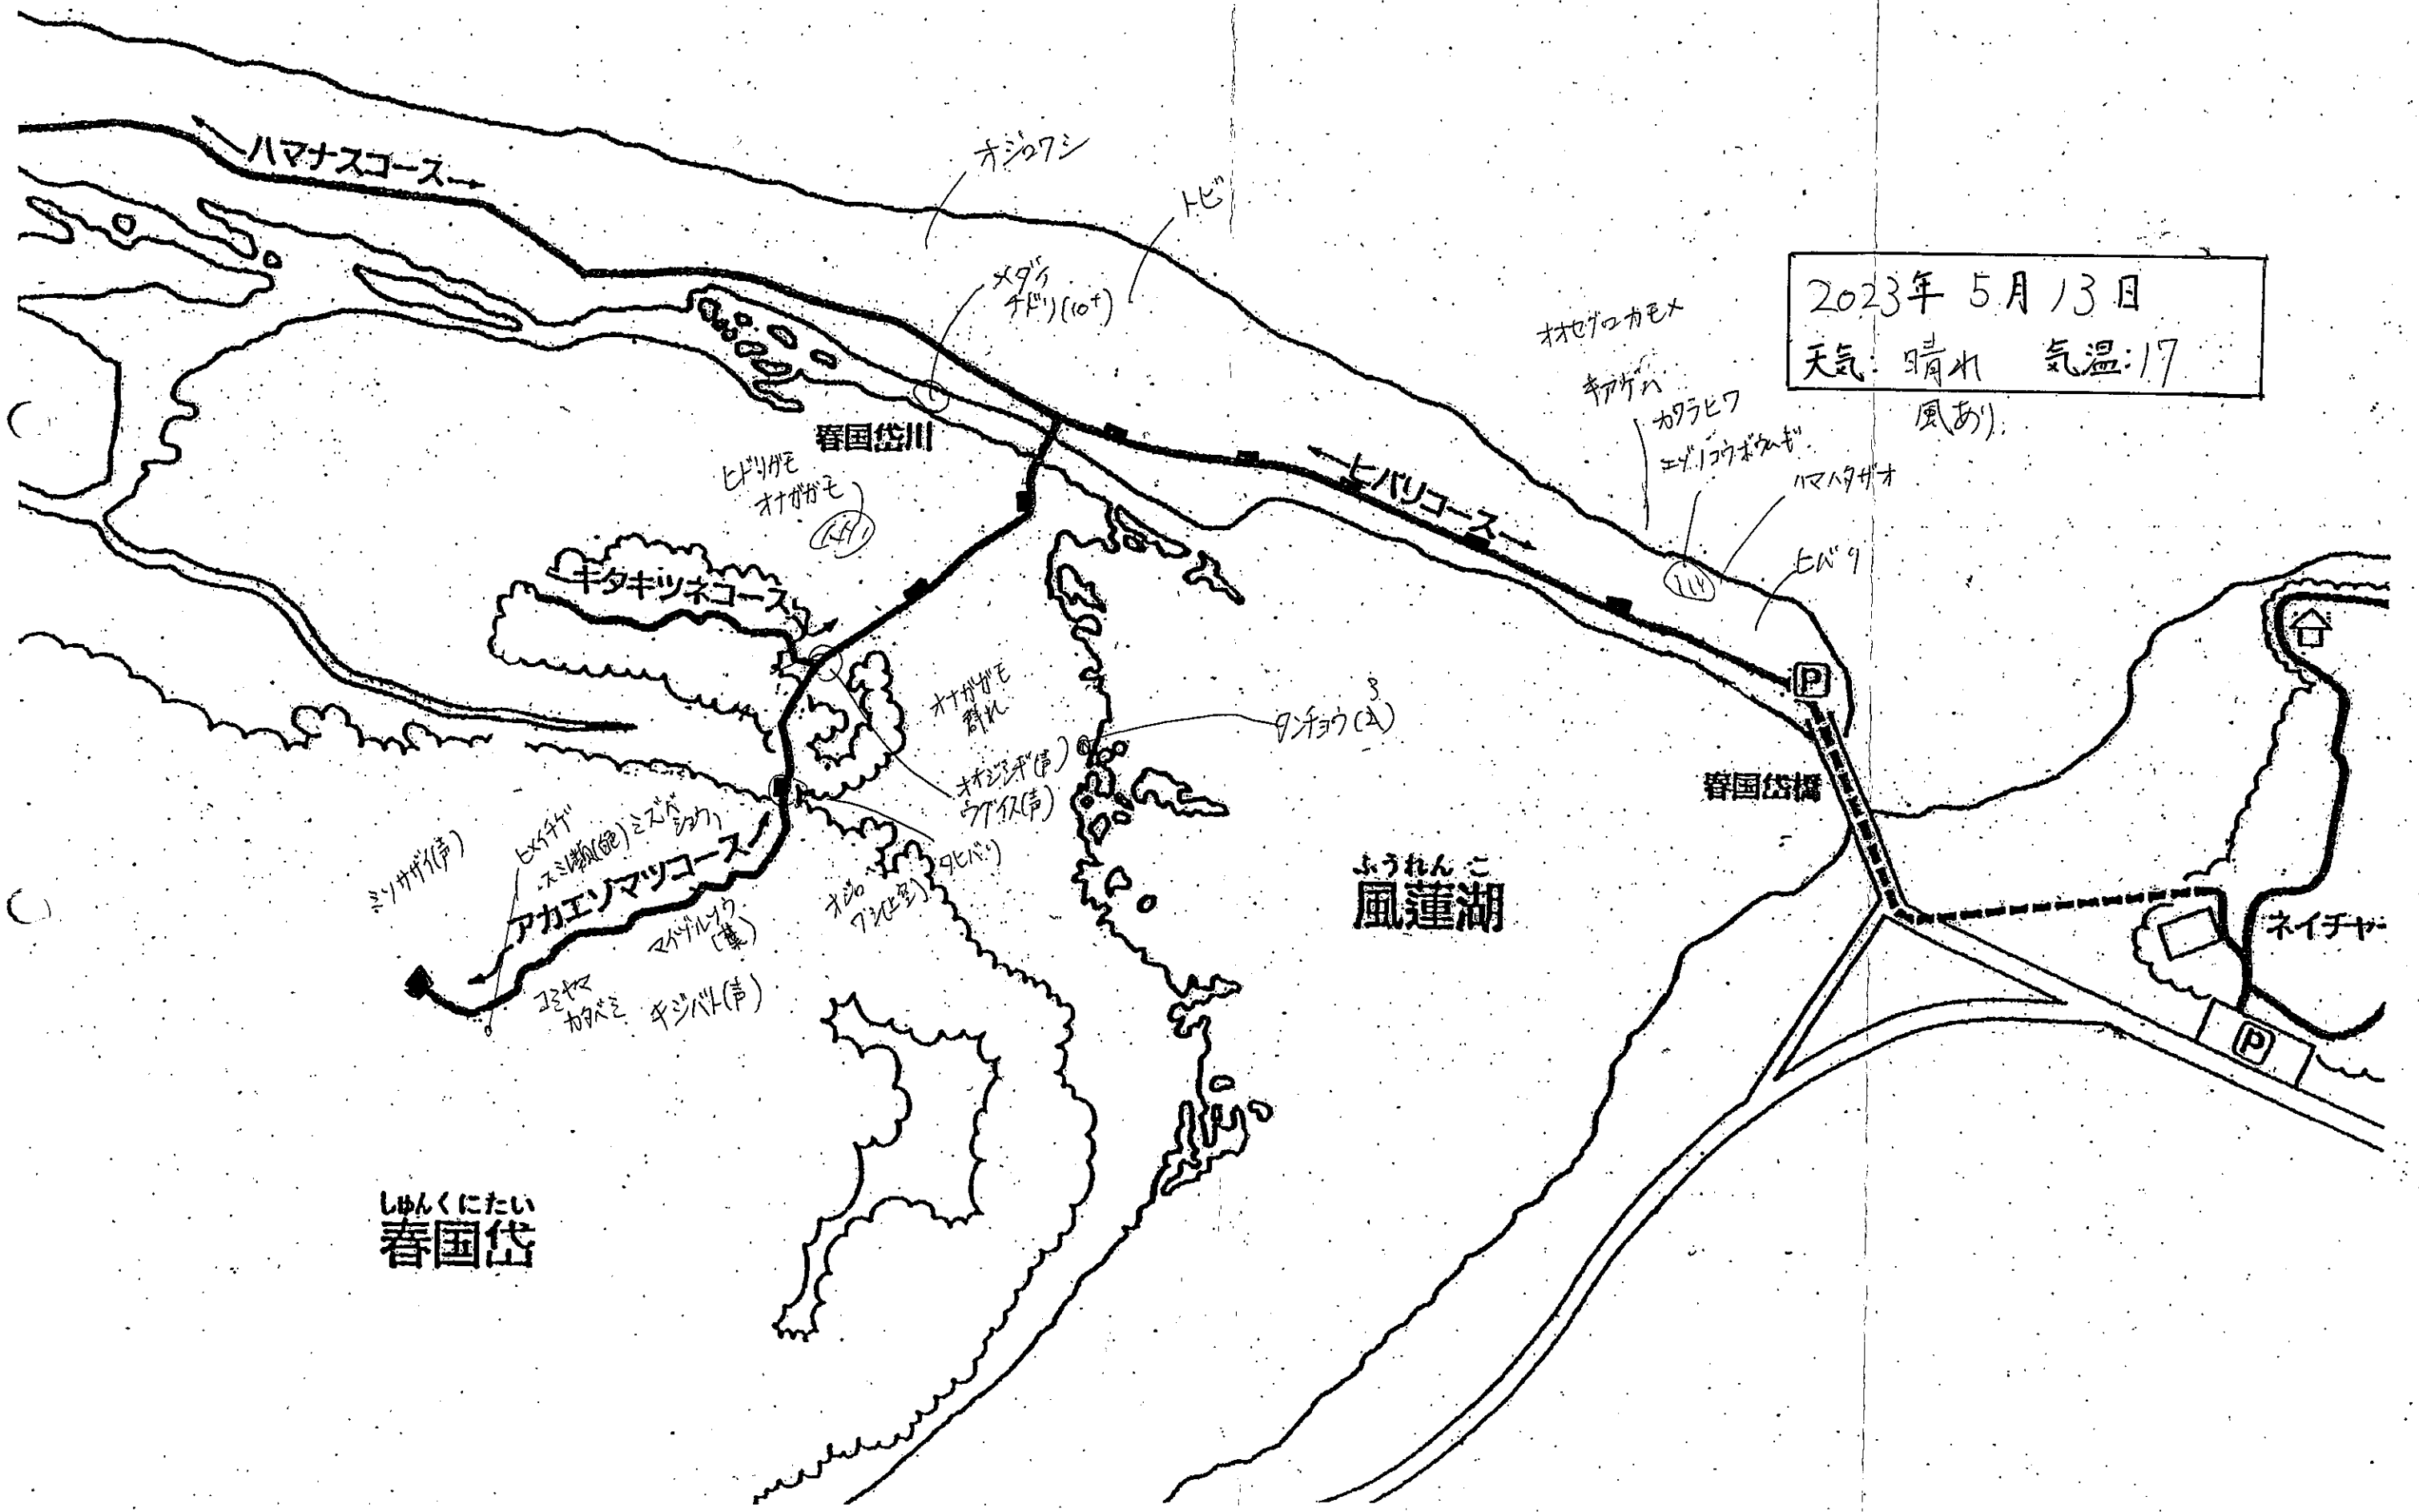 ハマナスコース
オジロワシ
トビ
メダイ
チドリ(10+)
2023年 5月 13日
天気: 晴れ 気温:17
風あり
オオセグロカモメ
キアゲハ
カワラヒワ
エゾノコウボウムギ
ハマハタザオ
ヒバリ
春国岱川
ヒバリコース
ヒドリガモ
オナガガモ
キタキツネコース
オナガガモ
群れ
タンチョウ
オオジシギ(声)
ウグイス(声)
P
春国岱橋
ヒメイチゲ
スミレ類(白色)
ミズバショウ
ミソサザイ(声)
アカエゾマツコース
タヒバリ
オジロ
ワシ(上空)
マイヅルソウ
(葉)
コミヤマ
カタバミ
キジバト(声)
ふうれんこ
風蓮湖
ネイチャー
P
しゅんくにたい
春国岱